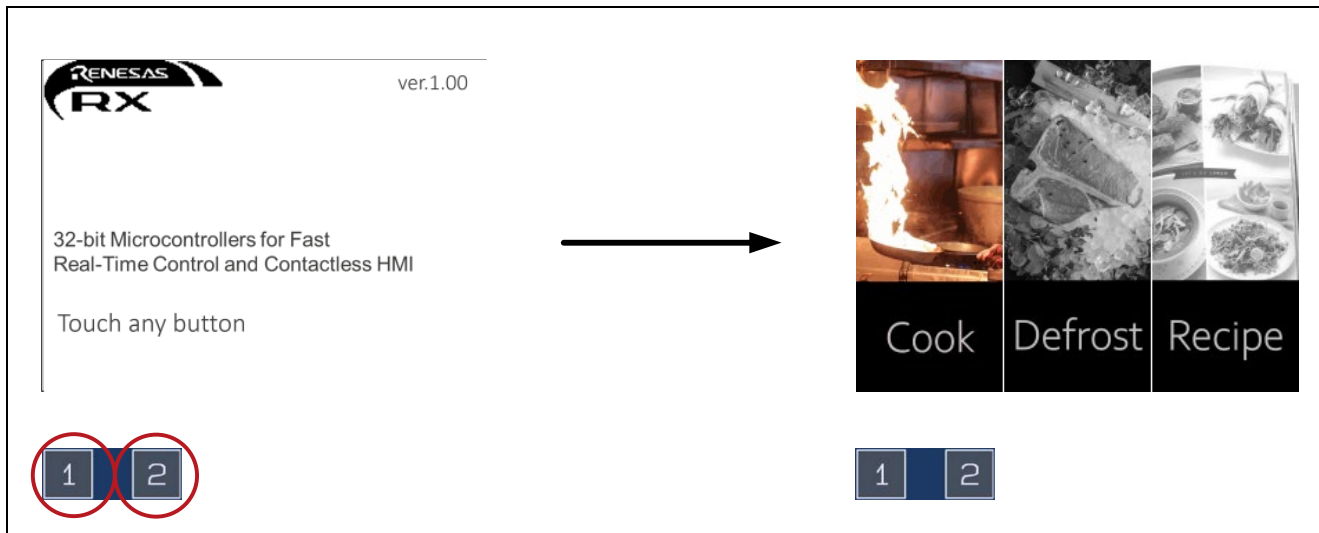 RENESAS
RX
ver.1.00
32-bit Microcontrollers for Fast
Real-Time Control and Contactless HMI
Touch any button
1 2
Cook Defrost Recipe
1 2